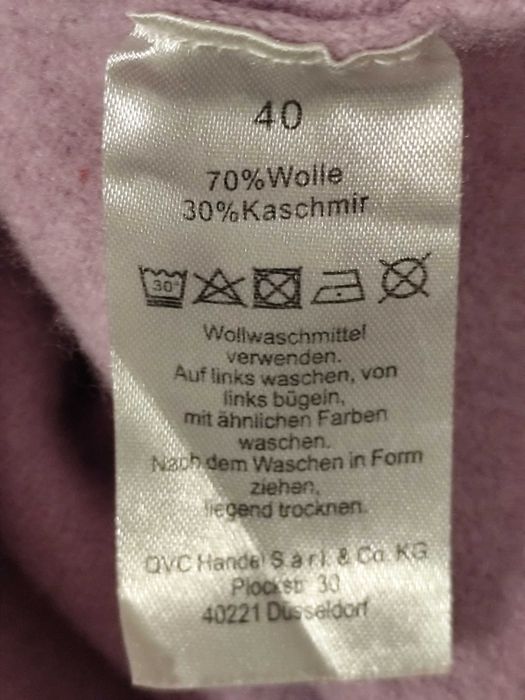 40
70%Wolle
30%Kaschmir
30°
Wollwaschmittel
verwenden.
Auf links waschen, von
links bügeln,
mit ähnlichen Farben
waschen.
Nach dem Waschen in Form
ziehen,
liegend trocknen.
QVC Handel S.à r.l. & Co. KG
Plockstr. 30
40221 Düsseldorf